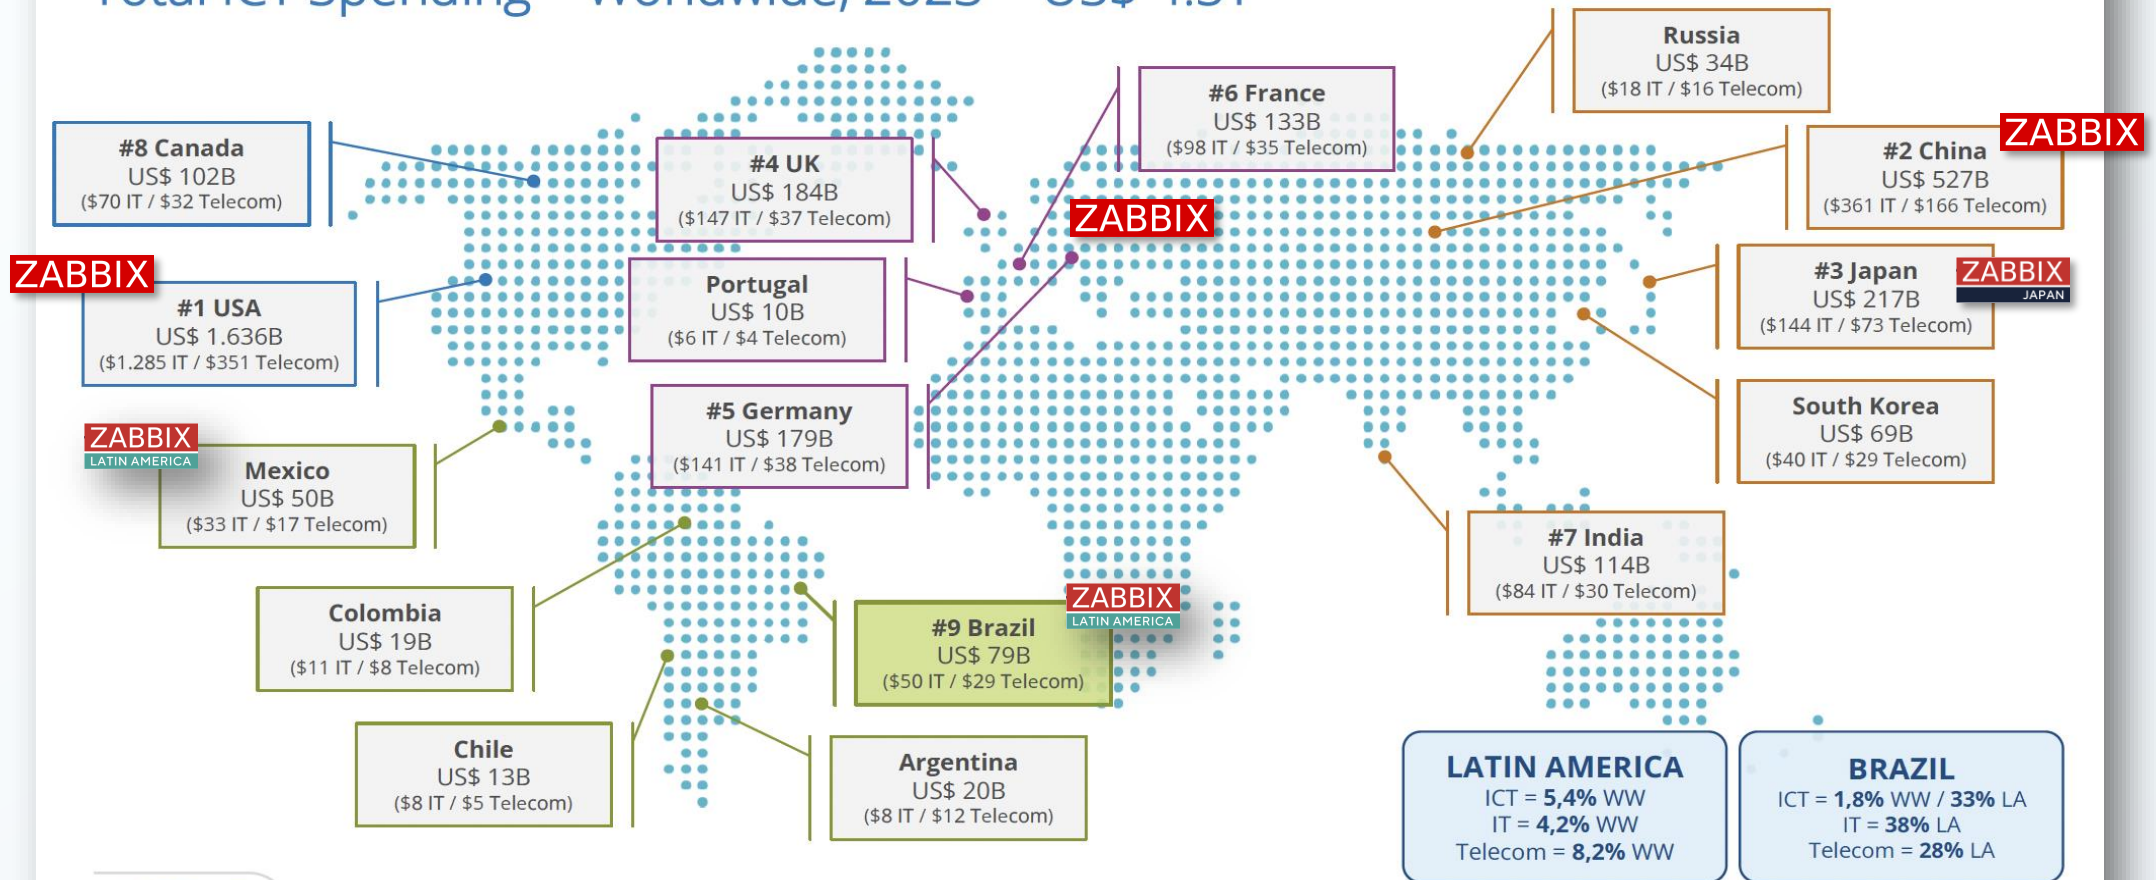 Total ICT Spending – Worldwide, 2023 – US$ 4.5T
#8 Canada
US$ 102B
($70 IT / $32 Telecom)
#4 UK
US$ 184B
($147 IT / $37 Telecom)
#6 France
US$ 133B
($98 IT / $35 Telecom)
Russia
US$ 34B
($18 IT / $16 Telecom)
ZABBIX
#2 China
US$ 527B
($361 IT / $166 Telecom)
ZABBIX
ZABBIX
#1 USA
US$ 1.636B
($1.285 IT / $351 Telecom)
Portugal
US$ 10B
($6 IT / $4 Telecom)
#3 Japan
US$ 217B
($144 IT / $73 Telecom)
ZABBIX
JAPAN
#5 Germany
US$ 179B
($141 IT / $38 Telecom)
South Korea
US$ 69B
($40 IT / $29 Telecom)
ZABBIX
LATIN AMERICA
Mexico
US$ 50B
($33 IT / $17 Telecom)
#7 India
US$ 114B
($84 IT / $30 Telecom)
Colombia
US$ 19B
($11 IT / $8 Telecom)
ZABBIX
LATIN AMERICA
#9 Brazil
US$ 79B
($50 IT / $29 Telecom)
Chile
US$ 13B
($8 IT / $5 Telecom)
Argentina
US$ 20B
($8 IT / $12 Telecom)
LATIN AMERICA
ICT = 5,4% WW
IT = 4,2% WW
Telecom = 8,2% WW
BRAZIL
ICT = 1,8% WW / 33% LA
IT = 38% LA
Telecom = 28% LA